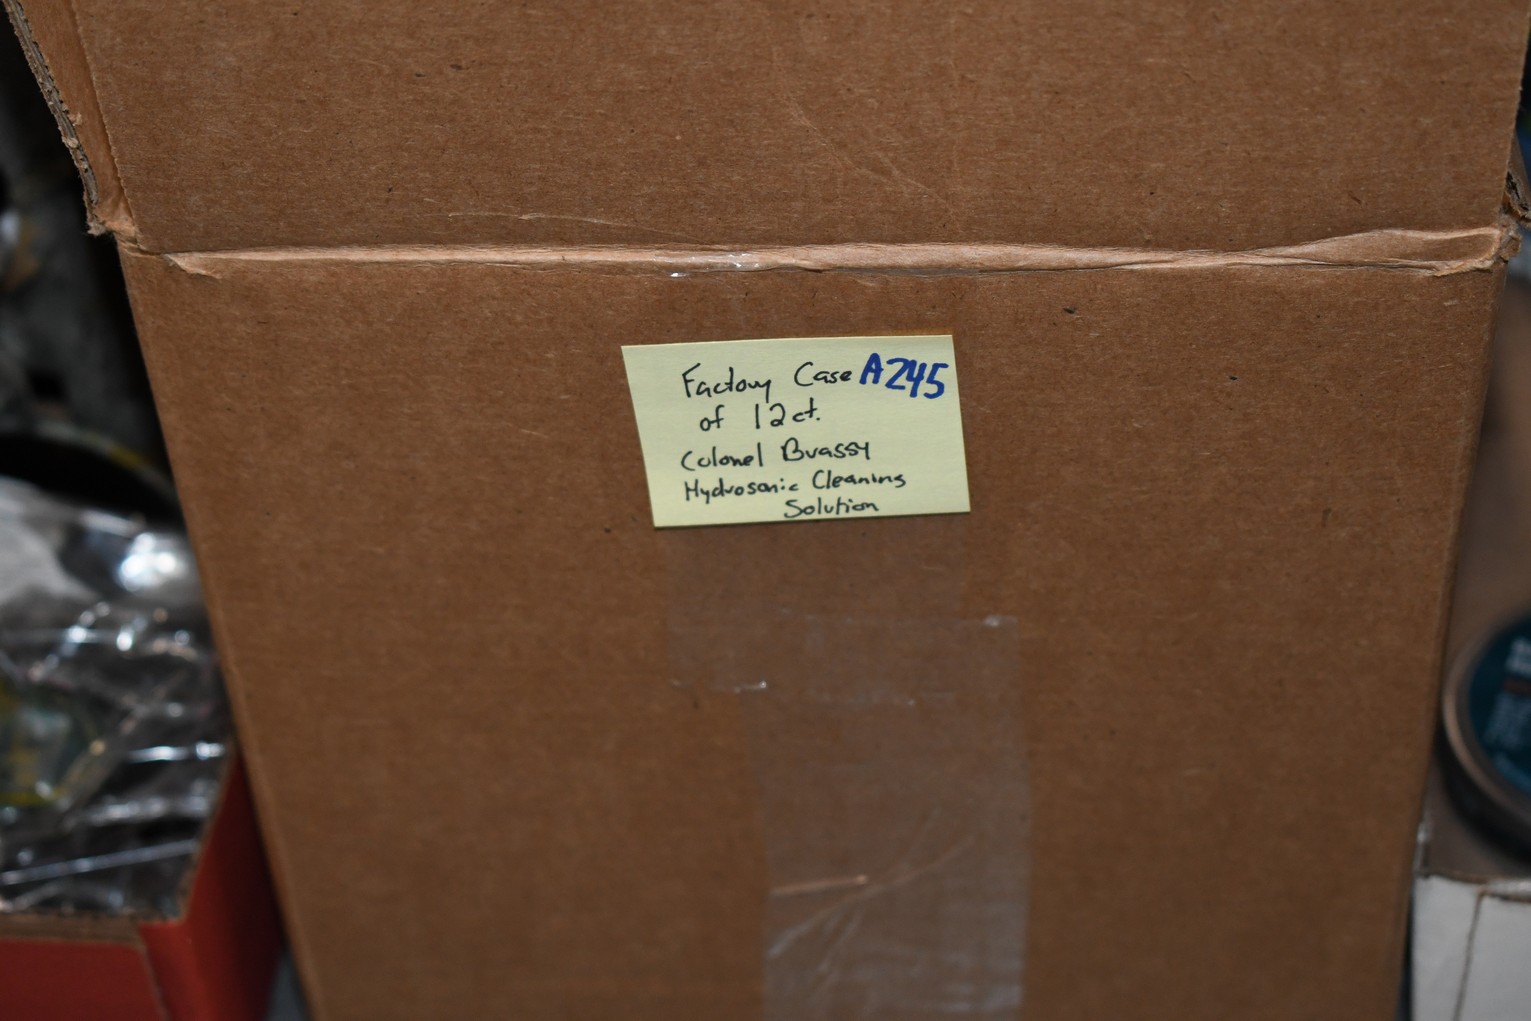 Factory Case A245
of 12ct.
Colonel Brassy
Hydrosonic Cleaning
Solution